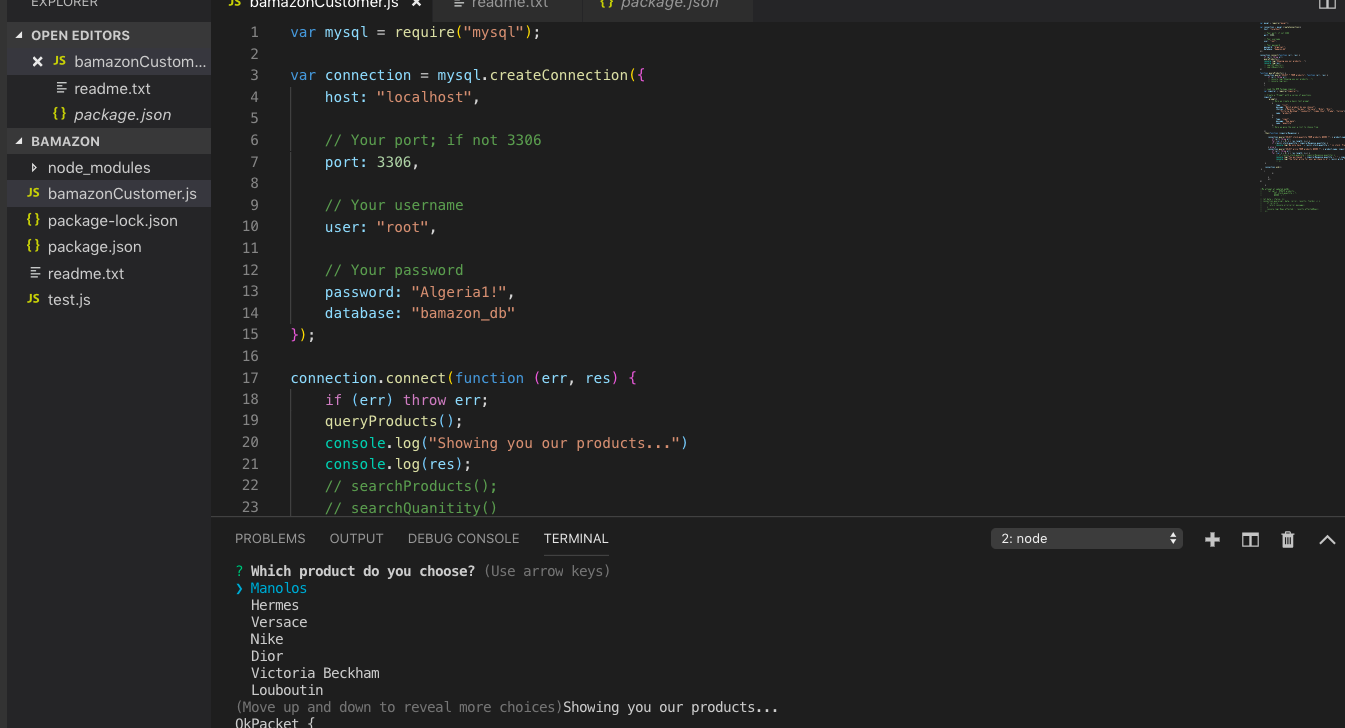 EXPLORER
OPEN EDITORS
JS bamazonCustom...
readme.txt
{ } package.json
BAMAZON
node_modules
JS bamazonCustomer.js
{ } package-lock.json
{ } package.json
readme.txt
JS test.js
JS bamazonCustomer.js readme.txt { } package.json
1 var mysql = require("mysql");
2
3 var connection = mysql.createConnection({
4 host: "localhost",
5
6 // Your port; if not 3306
7 port: 3306,
8
9 // Your username
10 user: "root",
11
12 // Your password
13 password: "Algeria1!",
14 database: "bamazon_db"
15 });
16
17 connection.connect(function (err, res) {
18 if (err) throw err;
19 queryProducts();
20 console.log("Showing you our products...")
21 console.log(res);
22 // searchProducts();
23 // searchQuanitity()
PROBLEMS OUTPUT DEBUG CONSOLE TERMINAL 2: node
? Which product do you choose? (Use arrow keys)
❯ Manolos
Hermes
Versace
Nike
Dior
Victoria Beckham
Louboutin
(Move up and down to reveal more choices)Showing you our products...
OkPacket {